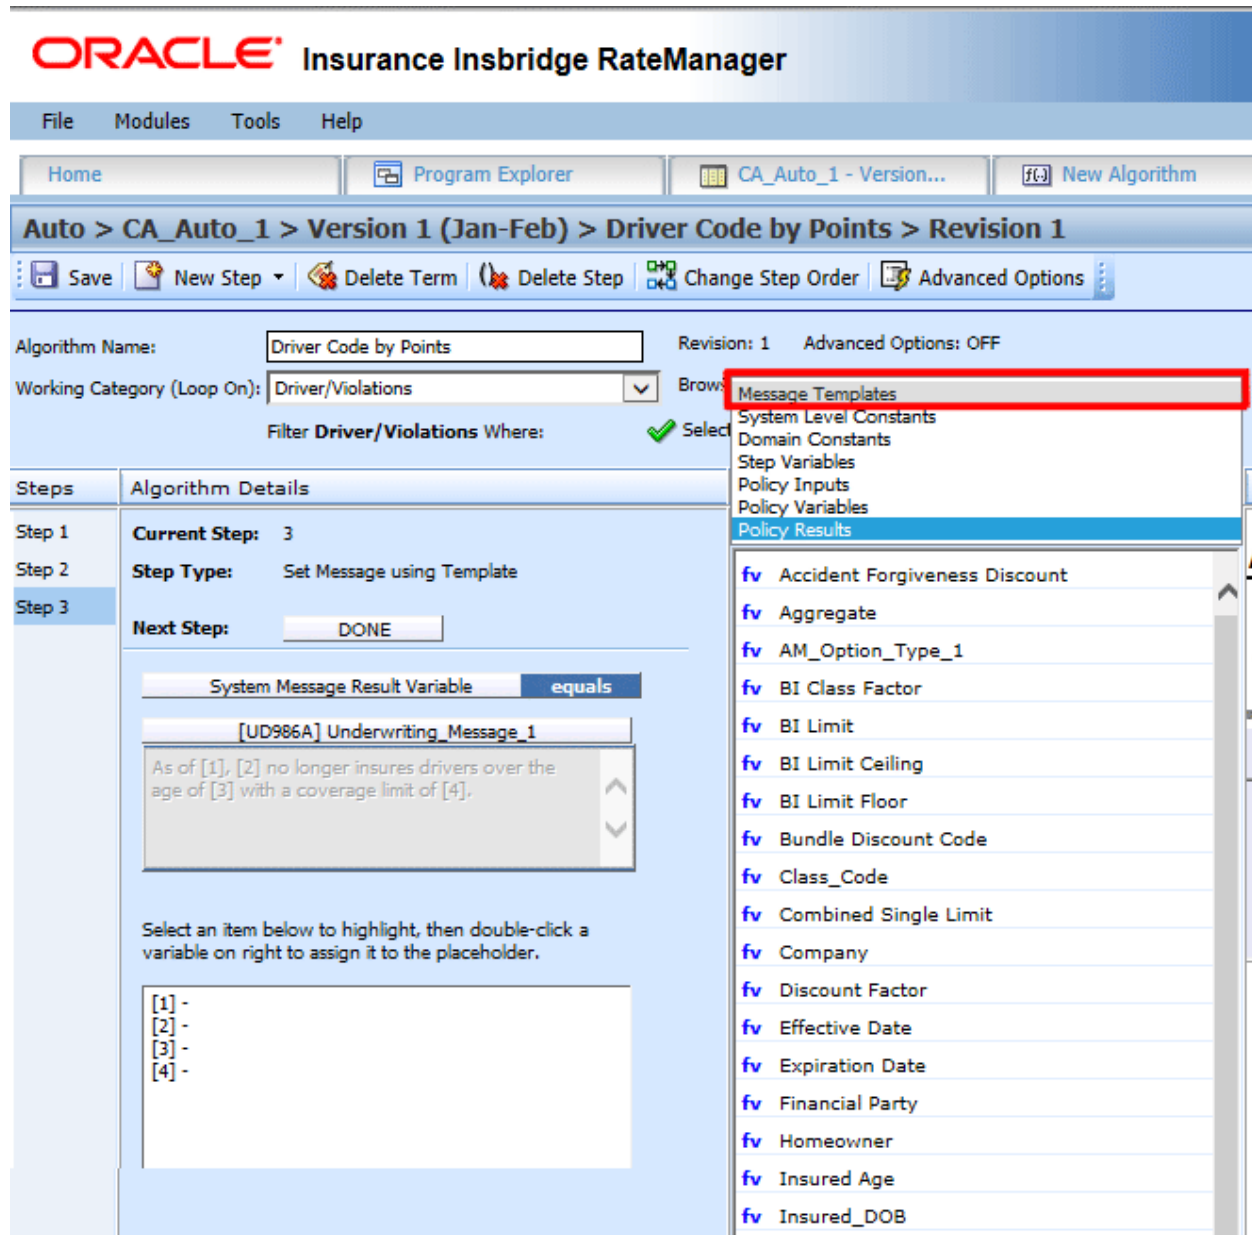 ORACLE Insurance Insbridge RateManager
File Modules Tools Help
Home Program Explorer CA_Auto_1 - Version... New Algorithm
Auto > CA_Auto_1 > Version 1 (Jan-Feb) > Driver Code by Points > Revision 1
Save New Step Delete Term Delete Step Change Step Order Advanced Options
Algorithm Name: Driver Code by Points Revision: 1 Advanced Options: OFF
Working Category (Loop On): Driver/Violations
Filter Driver/Violations Where:
Message Templates
System Level Constants
Domain Constants
Step Variables
Policy Inputs
Policy Variables
Policy Results
Steps
Step 1
Step 2
Step 3
Algorithm Details
Current Step: 3
Step Type: Set Message using Template
Next Step: DONE
System Message Result Variable equals
[UD986A] Underwriting_Message_1
As of [1], [2] no longer insures drivers over the
age of [3] with a coverage limit of [4].
Select an item below to highlight, then double-click a
variable on right to assign it to the placeholder.
[1] -
[2] -
[3] -
[4] -
fv Accident Forgiveness Discount
fv Aggregate
fv AM_Option_Type_1
fv BI Class Factor
fv BI Limit
fv BI Limit Ceiling
fv BI Limit Floor
fv Bundle Discount Code
fv Class_Code
fv Combined Single Limit
fv Company
fv Discount Factor
fv Effective Date
fv Expiration Date
fv Financial Party
fv Homeowner
fv Insured Age
fv Insured_DOB